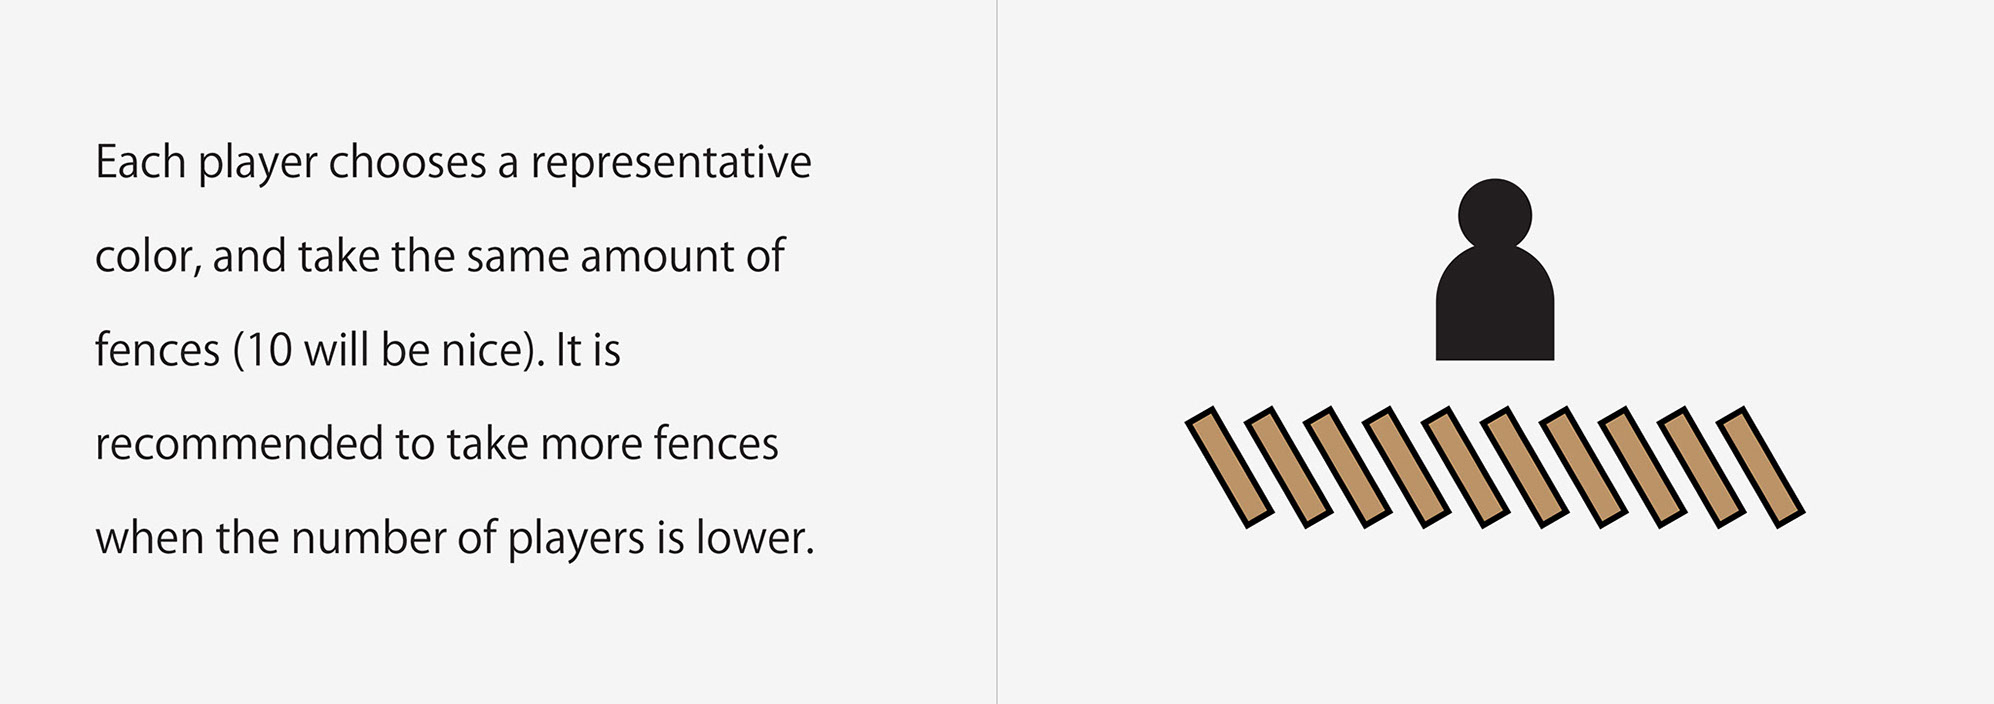 Each player chooses a representative
color, and take the same amount of
fences (10 will be nice). It is
recommended to take more fences
when the number of players is lower.